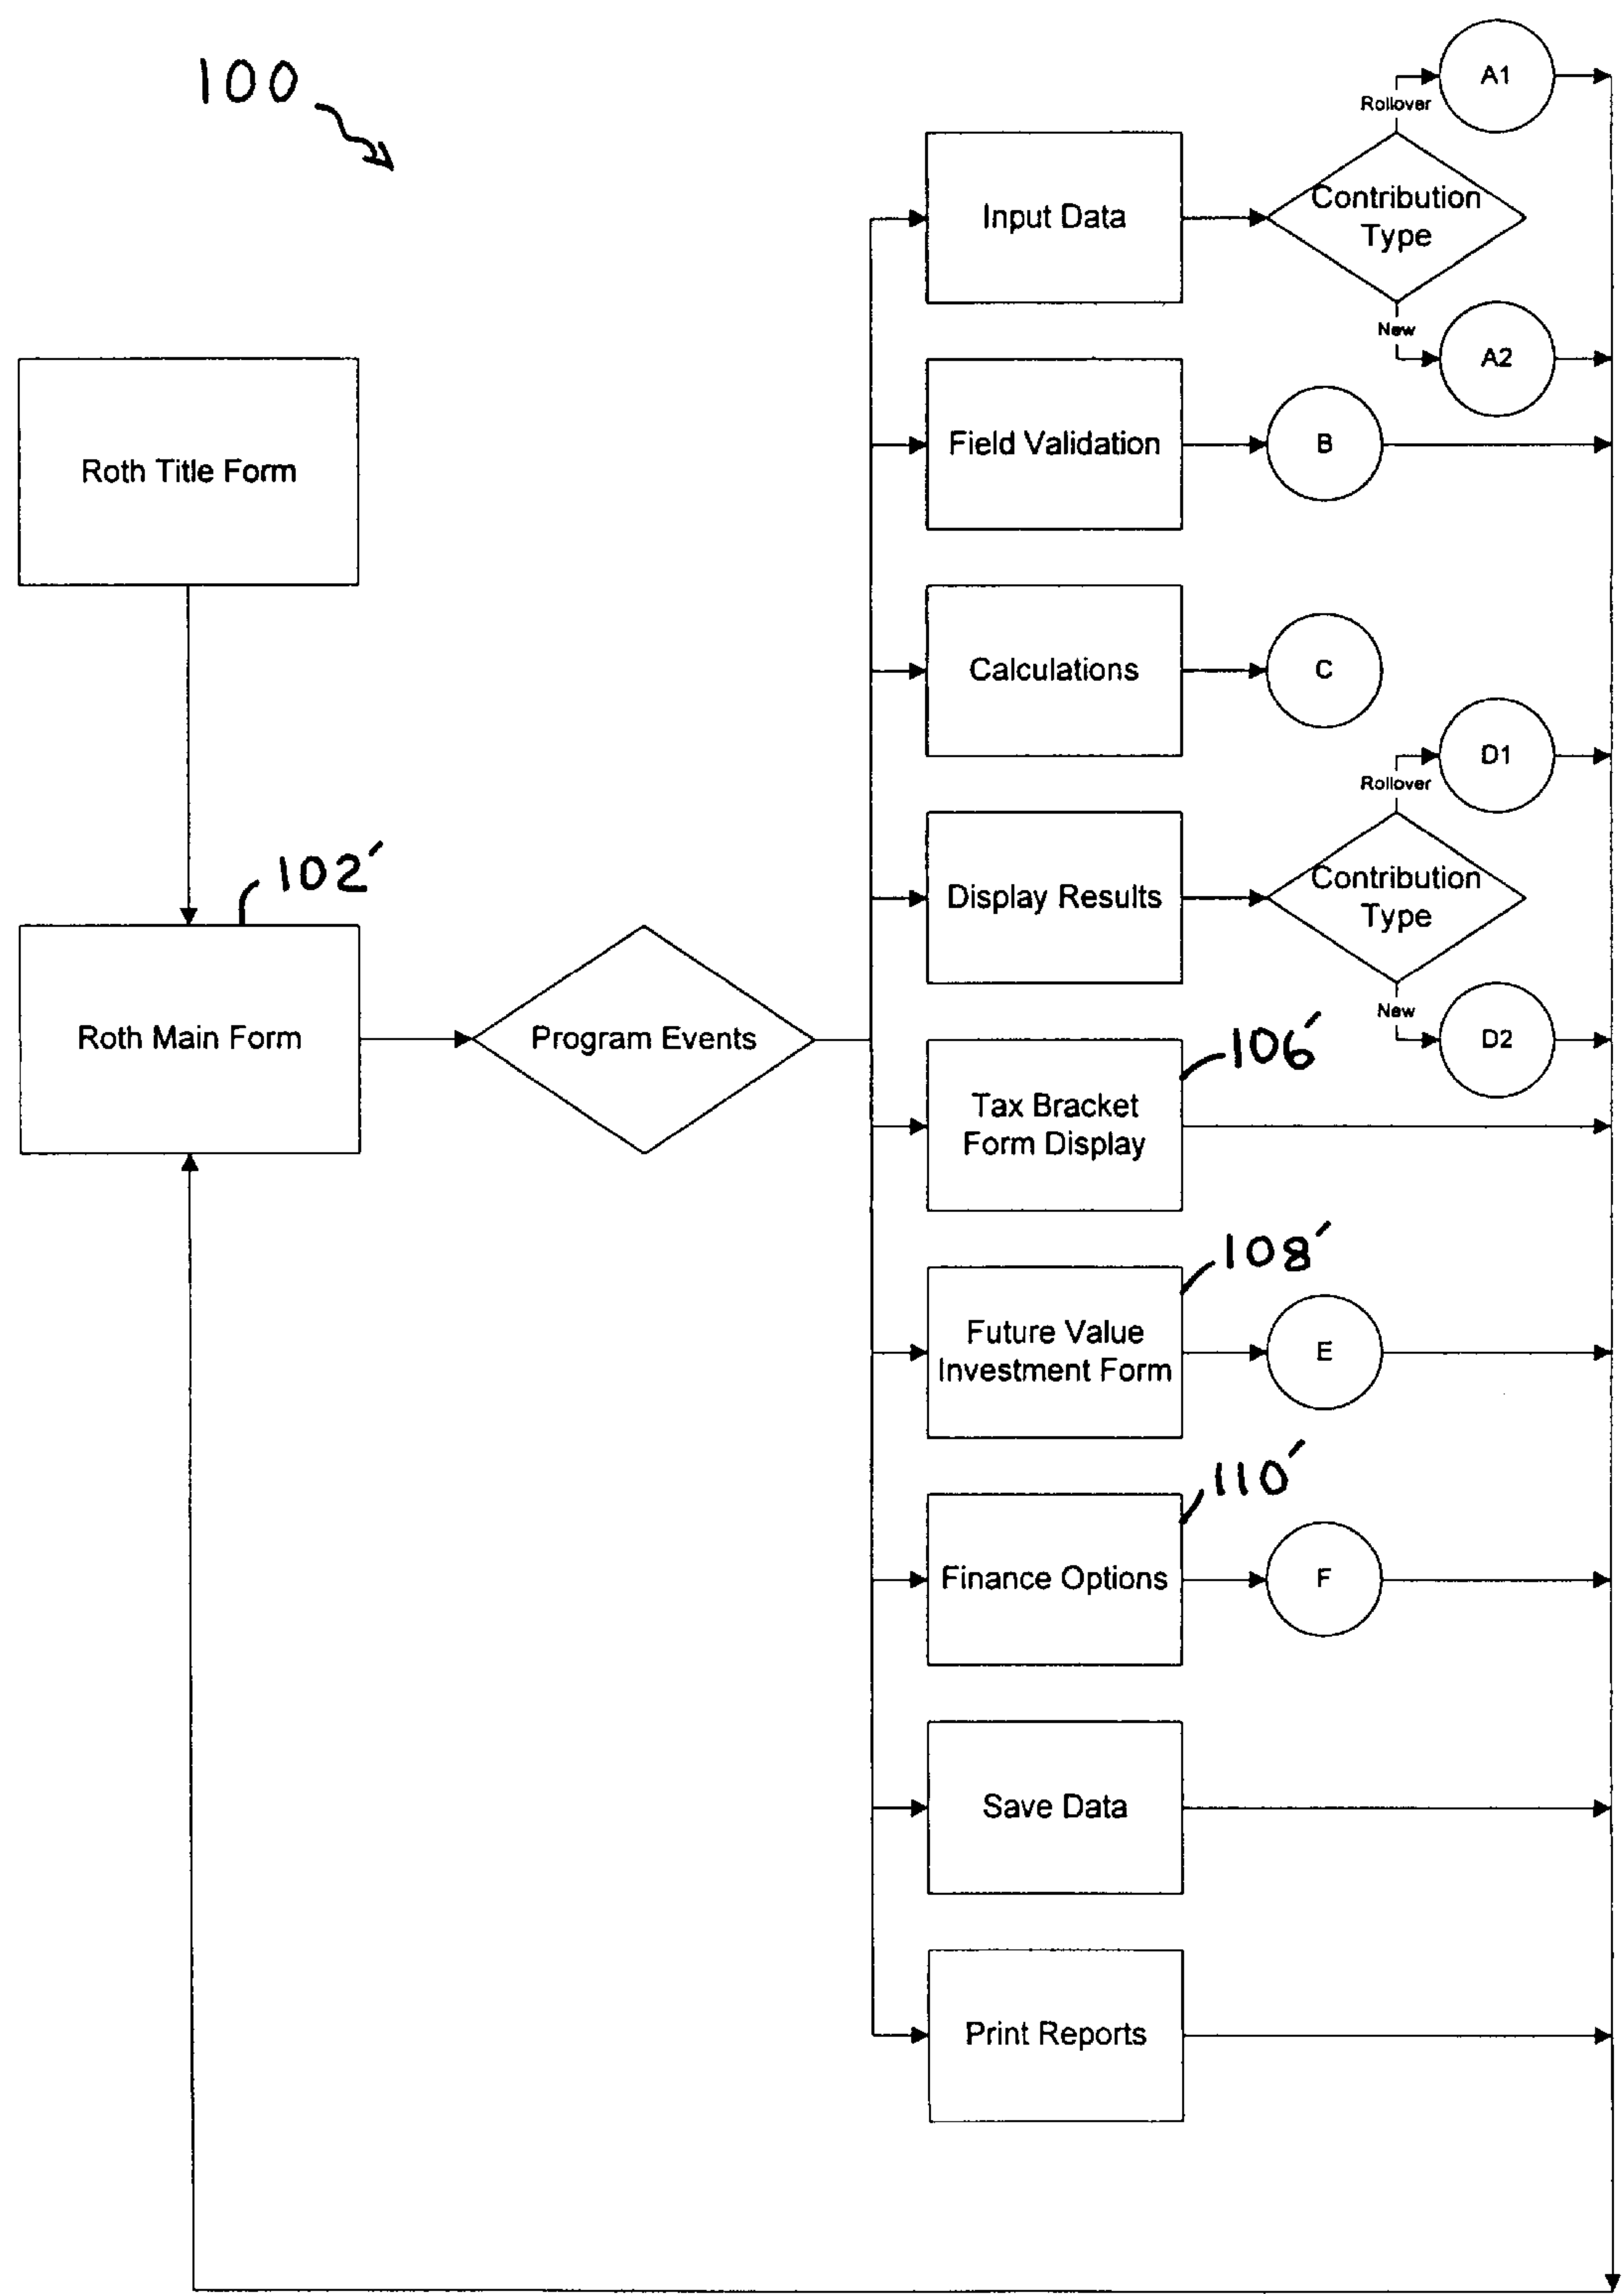 100
A1
Rollover
Input Data
Contribution
Type
New
A2
Roth Title Form
Field Validation
B
Calculations
C
D1
Rollover
102′
Display Results
Contribution
Type
New
D2
Roth Main Form
Program Events
106′
Tax Bracket
Form Display
108′
Future Value
Investment Form
E
110′
Finance Options
F
Save Data
Print Reports